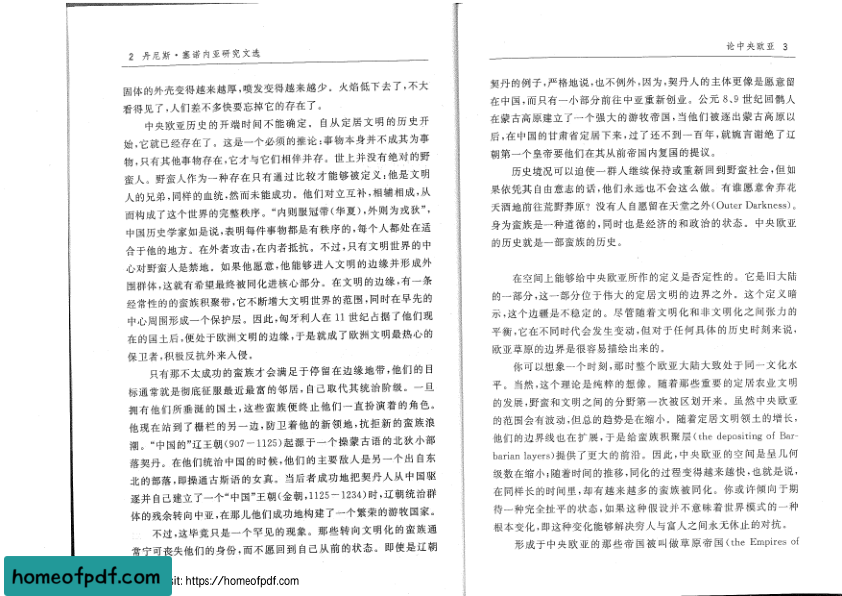 2 丹尼斯·塞诺内亚研究文选
固体的外壳变得越来越厚,喷发变得越来越少。火焰低下去了,不大
看得见了,人们差不多快要忘掉它的存在了。
中央欧亚历史的开端时间不能确定。自从定居文明的历史开
始,它就已经存在了。这是一个必须的推论:事物本身并不成其为事
物,只有其他事物存在,它才与它们相伴并存。世上并没有绝对的野
蛮人。野蛮人作为一种存在只有通过比较才能够被定义:他是文明
人的兄弟,同样的血统,然而未能成功。他们对立互补,相辅相成,从
而构成了这个世界的完整秩序。“内则服冠带(华夏),外则为戎狄”,
中国历史学家如是说,表明每件事物都是有秩序的,每个人都处在适
合于他的地方。在外者攻击,在内者抵抗。不过,只有文明世界的中
心对野蛮人是禁地。如果他愿意,他能够进入文明的边缘并形成外
围群体,这就有希望最终被同化进核心部分。在文明的边缘,有一条
经常性的的蛮族积聚带,它不断增大文明世界的范围,同时在早先的
中心周围形成一个保护层。因此,匈牙利人在 11 世纪占据了他们现
在的国土后,便处于欧洲文明的边缘,于是就成了欧洲文明最热心的
保卫者,积极反抗外来入侵。
只有那不太成功的蛮族才会满足于停留在边缘地带,他们的目
标通常就是彻底征服最近最富的邻居,自己取代其统治阶级。一旦
拥有他们所垂涎的国土,这些蛮族便终止他们一直扮演着的角色。
他现在站到了栅栏的另一边,防卫着他的新领地,抗拒新的蛮族浪
潮。“中国的”辽王朝(907—1125)起源于一个操蒙古语的北狄小部
落契丹。在他们统治中国的时候,他们的主要敌人是另一个出自东
北的部落,即操通古斯语的女真。当后者成功地把契丹人从中国驱
逐并自己建立了一个“中国”王朝(金朝,1125－1234)时,辽朝统治群
体的残余转向中亚,在那儿他们成功地构建了一个繁荣的游牧国家。
不过,这毕竟只是一个罕见的现象。那些转向文明化的蛮族通
常宁可丧失他们的身份,而不愿回到自己从前的状态。即使是辽朝
论中央欧亚 3
契丹的例子,严格地说,也不例外,因为,契丹人的主体更像是愿意留
在中国,而只有一小部分前往中亚重新创业。公元 8、9 世纪回鹘人
在蒙古高原建立了一个强大的游牧帝国,当他们被逐出蒙古高原以
后,在中国的甘肃省定居下来,过了还不到一百年,就婉言谢绝了辽
朝第一个皇帝要他们在其从前帝国内复国的提议。
历史境况可以迫使一群人继续保持或重新回到野蛮社会,但如
果依凭其自由意志的话,他们永远也不会这么做。有谁愿意舍弃花
天酒地前往荒野莽原?没有人自愿留在天堂之外(Outer Darkness)。
身为蛮族是一种道德的,同时也是经济的和政治的状态。中央欧亚
的历史就是一部蛮族的历史。
在空间上能够给中央欧亚所作的定义是否定性的。它是旧大陆
的一部分,这一部分位于伟大的定居文明的边界之外。这个定义暗
示,这个边疆是不稳定的。尽管随着文明化和非文明化之间张力的
平衡,它在不同时代会发生变动,但对于任何具体的历史时刻来说,
欧亚草原的边界是很容易描绘出来的。
你可以想象一个时刻,那时整个欧亚大陆大致处于同一文化水
平。当然,这个理论是纯粹的想像。随着那些重要的定居农业文明
的发展,野蛮和文明之间的分野第一次被区划开来。虽然中央欧亚
的范围会有波动,但总的趋势是在缩小。随着定居文明领土的增长,
他们的边界线也在扩展,于是给蛮族积聚层(the depositing of Bar-
barian layers)提供了更大的前沿。因此,中央欧亚的空间是呈几何
级数在缩小;随着时间的推移,同化的过程变得越来越快,也就是说,
在同样长的时间里,却有越来越多的蛮族被同化。你或许倾向于期
待一种完全扯平的状态,如果这种假设并不意味着世界模式的一种
根本变化,即这种变化能够解决穷人与富人之间永无休止的对抗。
形成于中央欧亚的那些帝国被叫做草原帝国(the Empires of
homeofpdf.com
sit: https://homeofpdf.com